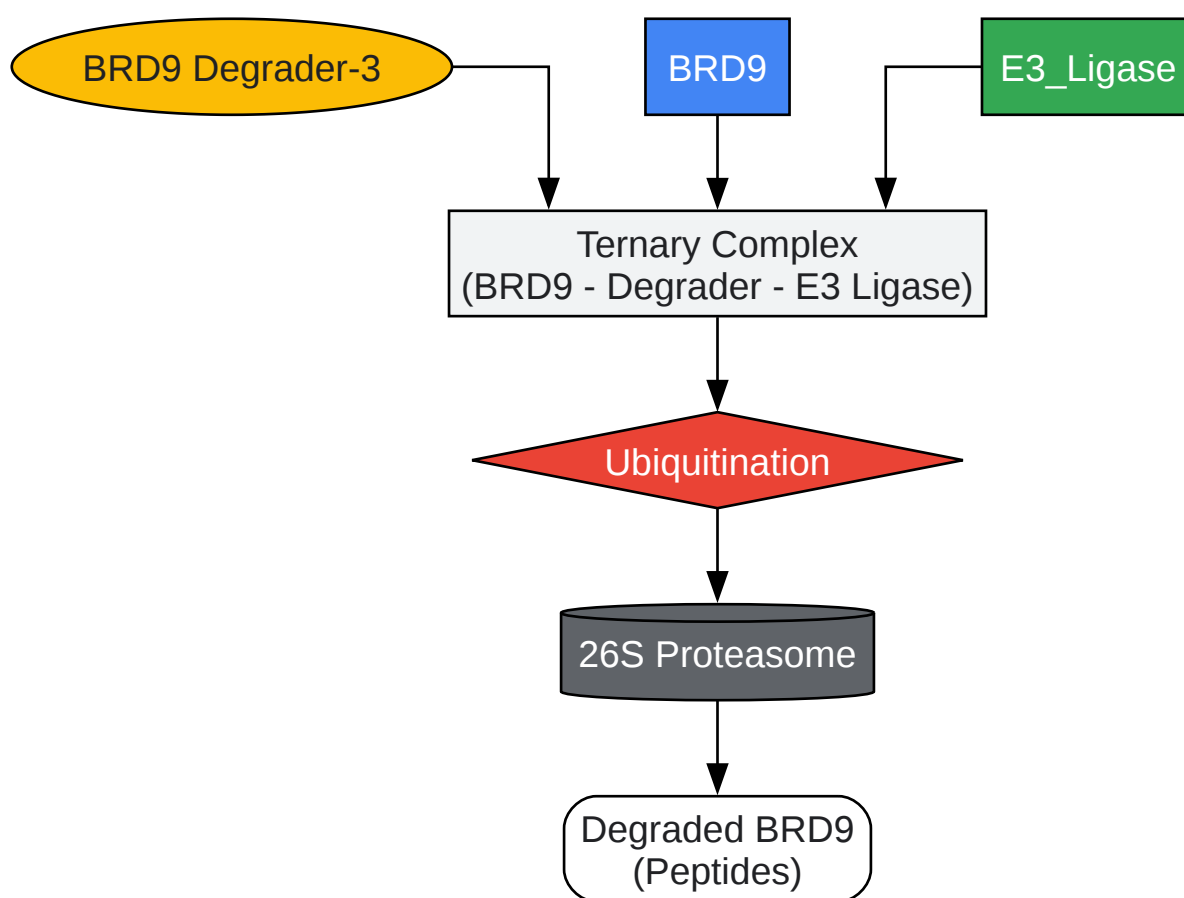 BRD9 Degrader-3
BRD9
E3_Ligase
Ternary Complex
(BRD9 - Degrader - E3 Ligase)
Ubiquitination
26S Proteasome
Degraded BRD9
(Peptides)